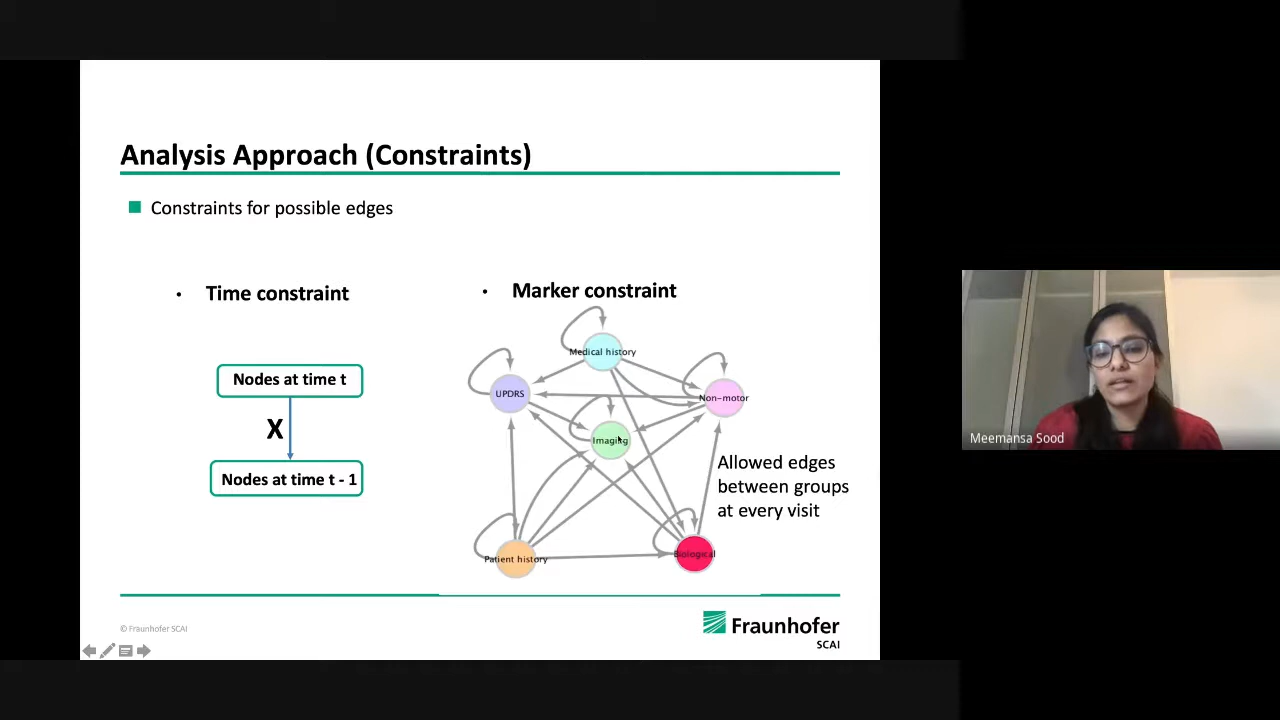 Analysis Approach (Constraints)
Constraints for possible edges
• Time constraint
Nodes at time t
X
Nodes at time t - 1
• Marker constraint
Medical history
UPDRS
Non-motor
Imaging
Patient history
Biological
Allowed edges
between groups
at every visit
© Fraunhofer SCAI
Fraunhofer
SCAI
Meemansa Sood